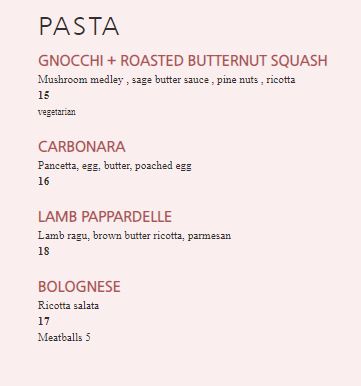 PASTA
GNOCCHI + ROASTED BUTTERNUT SQUASH
Mushroom medley , sage butter sauce , pine nuts , ricotta
15
vegetarian
CARBONARA
Pancetta, egg, butter, poached egg
16
LAMB PAPPARDELLE
Lamb ragu, brown butter ricotta, parmesan
18
BOLOGNESE
Ricotta salata
17
Meatballs 5